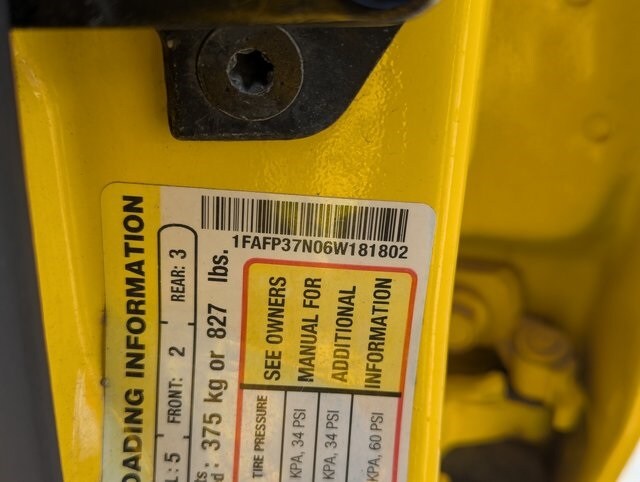 1FAFP37N06W181802
OADING INFORMATION
L : 5 FRONT: 2 REAR: 3
: 375 kg or 827 lbs.
SEE OWNERS
MANUAL FOR
ADDITIONAL
INFORMATION
TIRE PRESSURE
KPA, 34 PSI
KPA, 34 PSI
KPA, 60 PSI